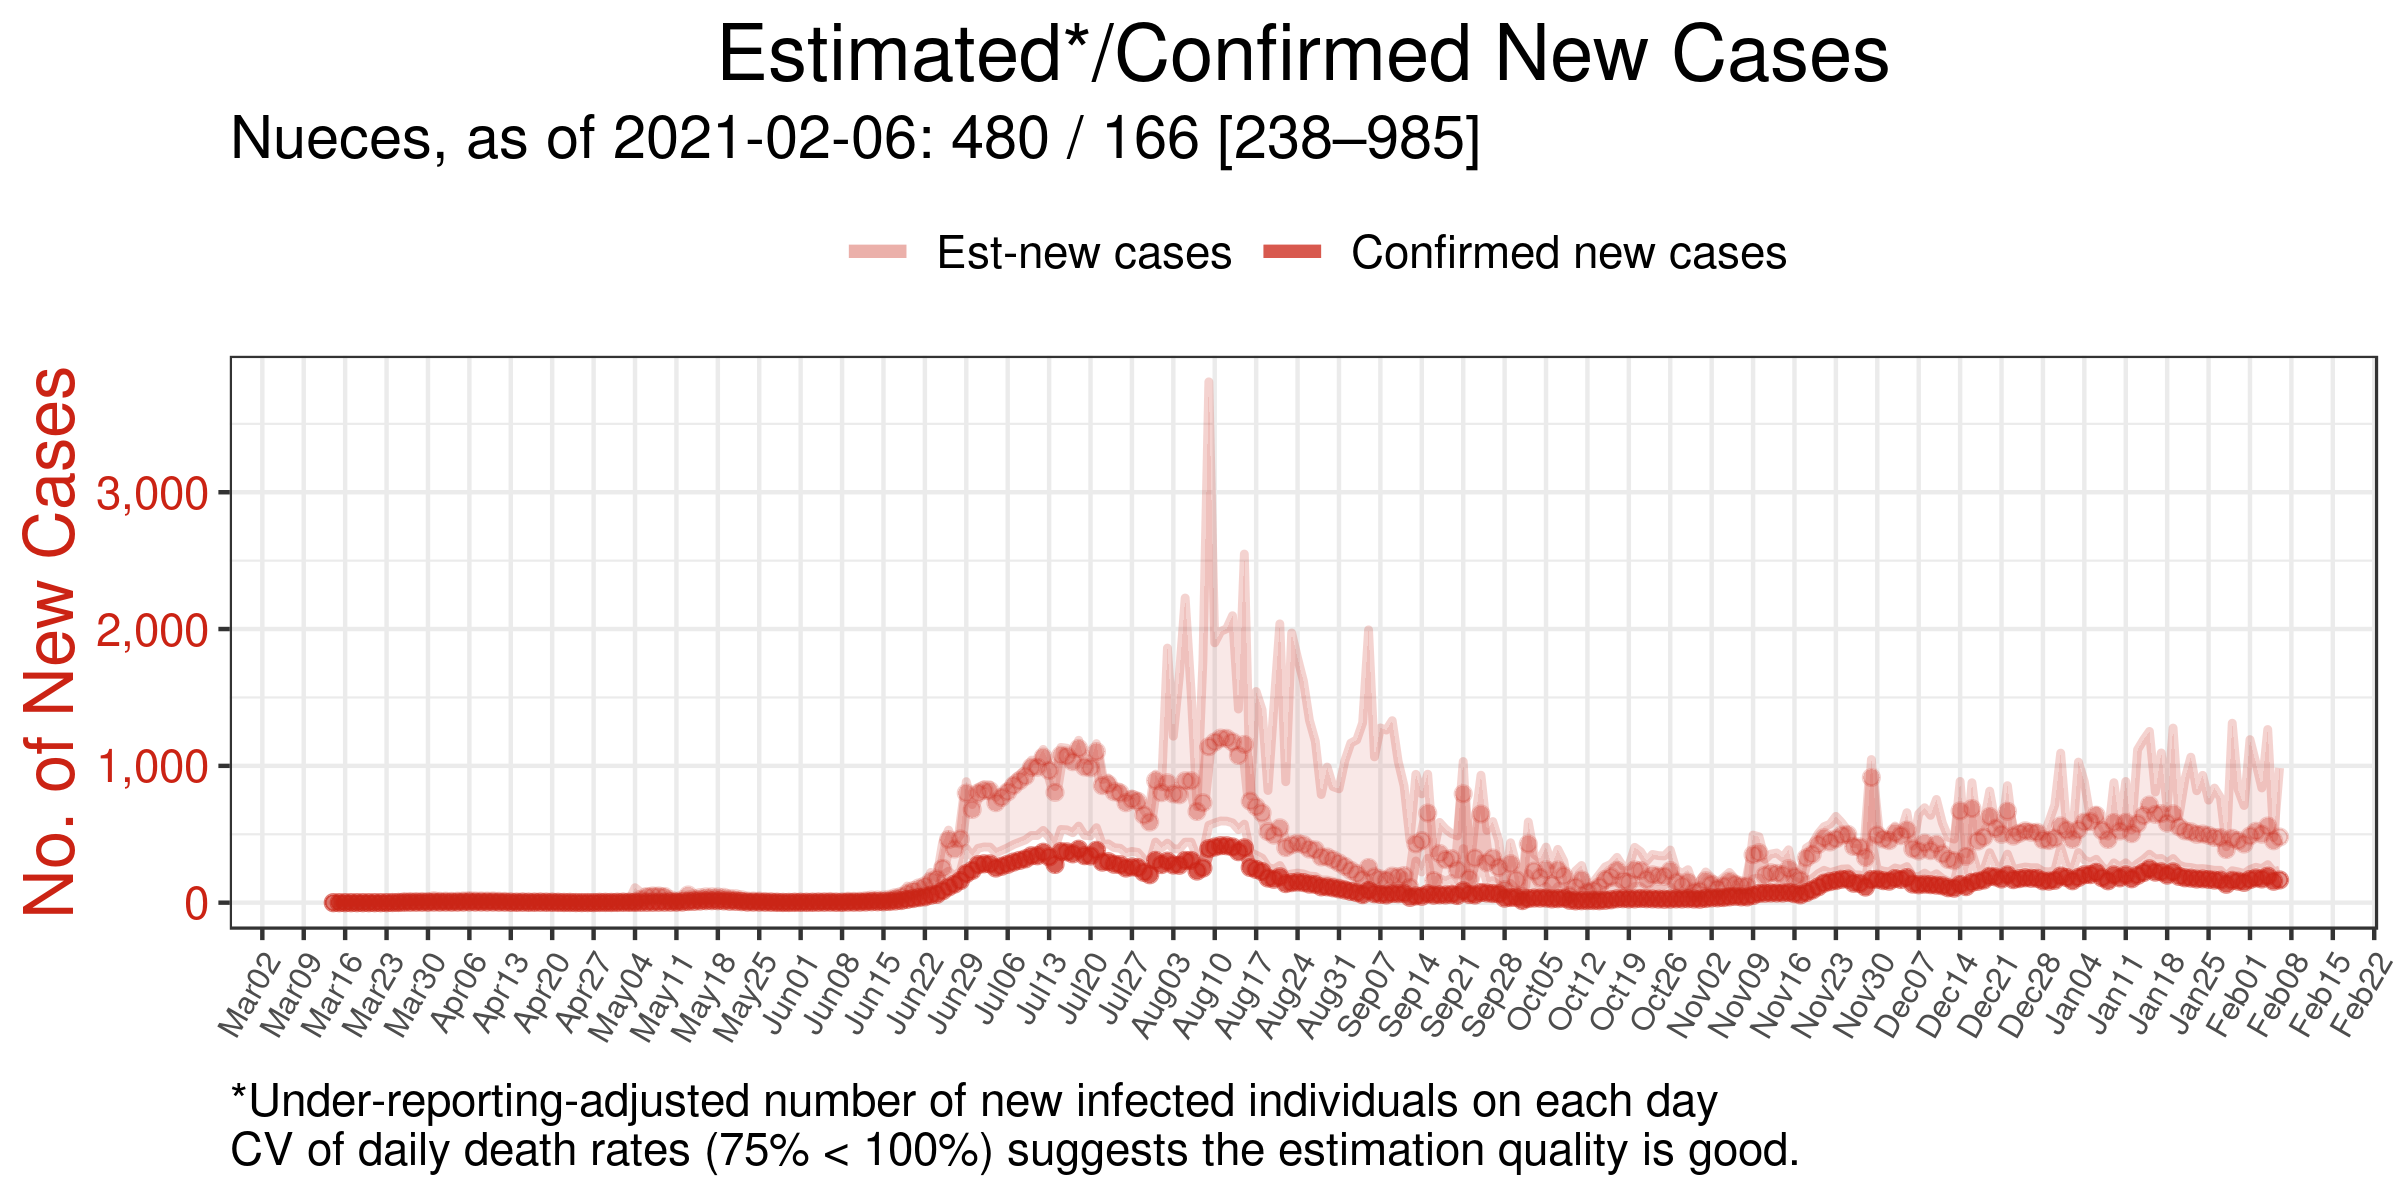 Estimated*/Confirmed New Cases
Nueces, as of 2021-02-06: 480 / 166 [238–985]
Est-new cases Confirmed new cases
No. of New Cases
3,000
2,000
1,000
0
Mar02 Mar09 Mar16 Mar23 Mar30 Apr06 Apr13 Apr20 Apr27 May04 May11 May18 May25 Jun01 Jun08 Jun15 Jun22 Jun29 Jul06 Jul13 Jul20 Jul27 Aug03 Aug10 Aug17 Aug24 Aug31 Sep07 Sep14 Sep21 Sep28 Oct05 Oct12 Oct19 Oct26 Nov02 Nov09 Nov16 Nov23 Nov30 Dec07 Dec14 Dec21 Dec28 Jan04 Jan11 Jan18 Jan25 Feb01 Feb08 Feb15 Feb22
*Under-reporting-adjusted number of new infected individuals on each day
CV of daily death rates (75% < 100%) suggests the estimation quality is good.